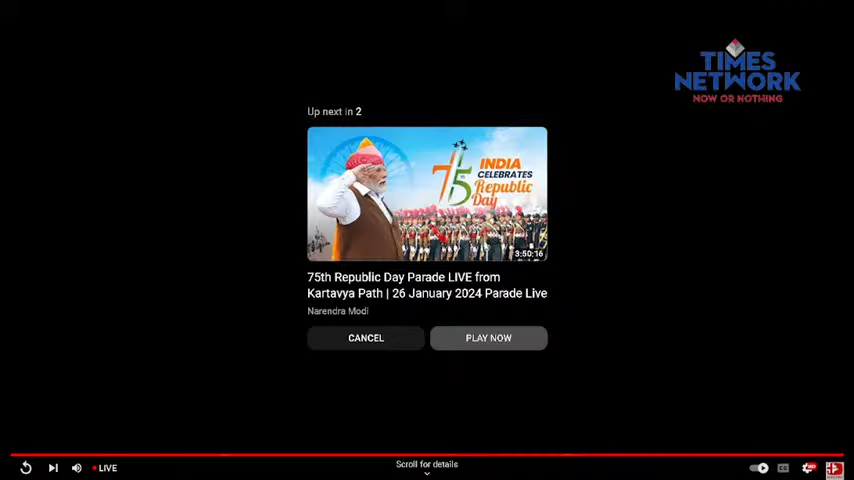 TIMES
NETWORK
NOW OR NOTHING
Up next in 2
75
INDIA
CELEBRATES
Republic
Day
3:50:16
75th Republic Day Parade LIVE from
Kartavya Path | 26 January 2024 Parade Live
Narendra Modi
CANCEL
PLAY NOW
LIVE
Scroll for details
CC
HD